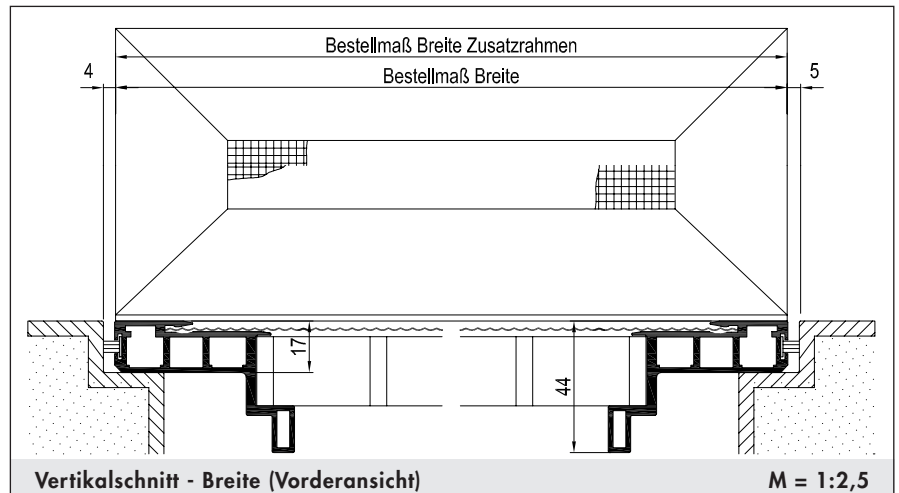 Bestellmaß Breite Zusatzrahmen
4
Bestellmaß Breite
5
17
44
Vertikalschnitt - Breite (Vorderansicht) M = 1:2,5